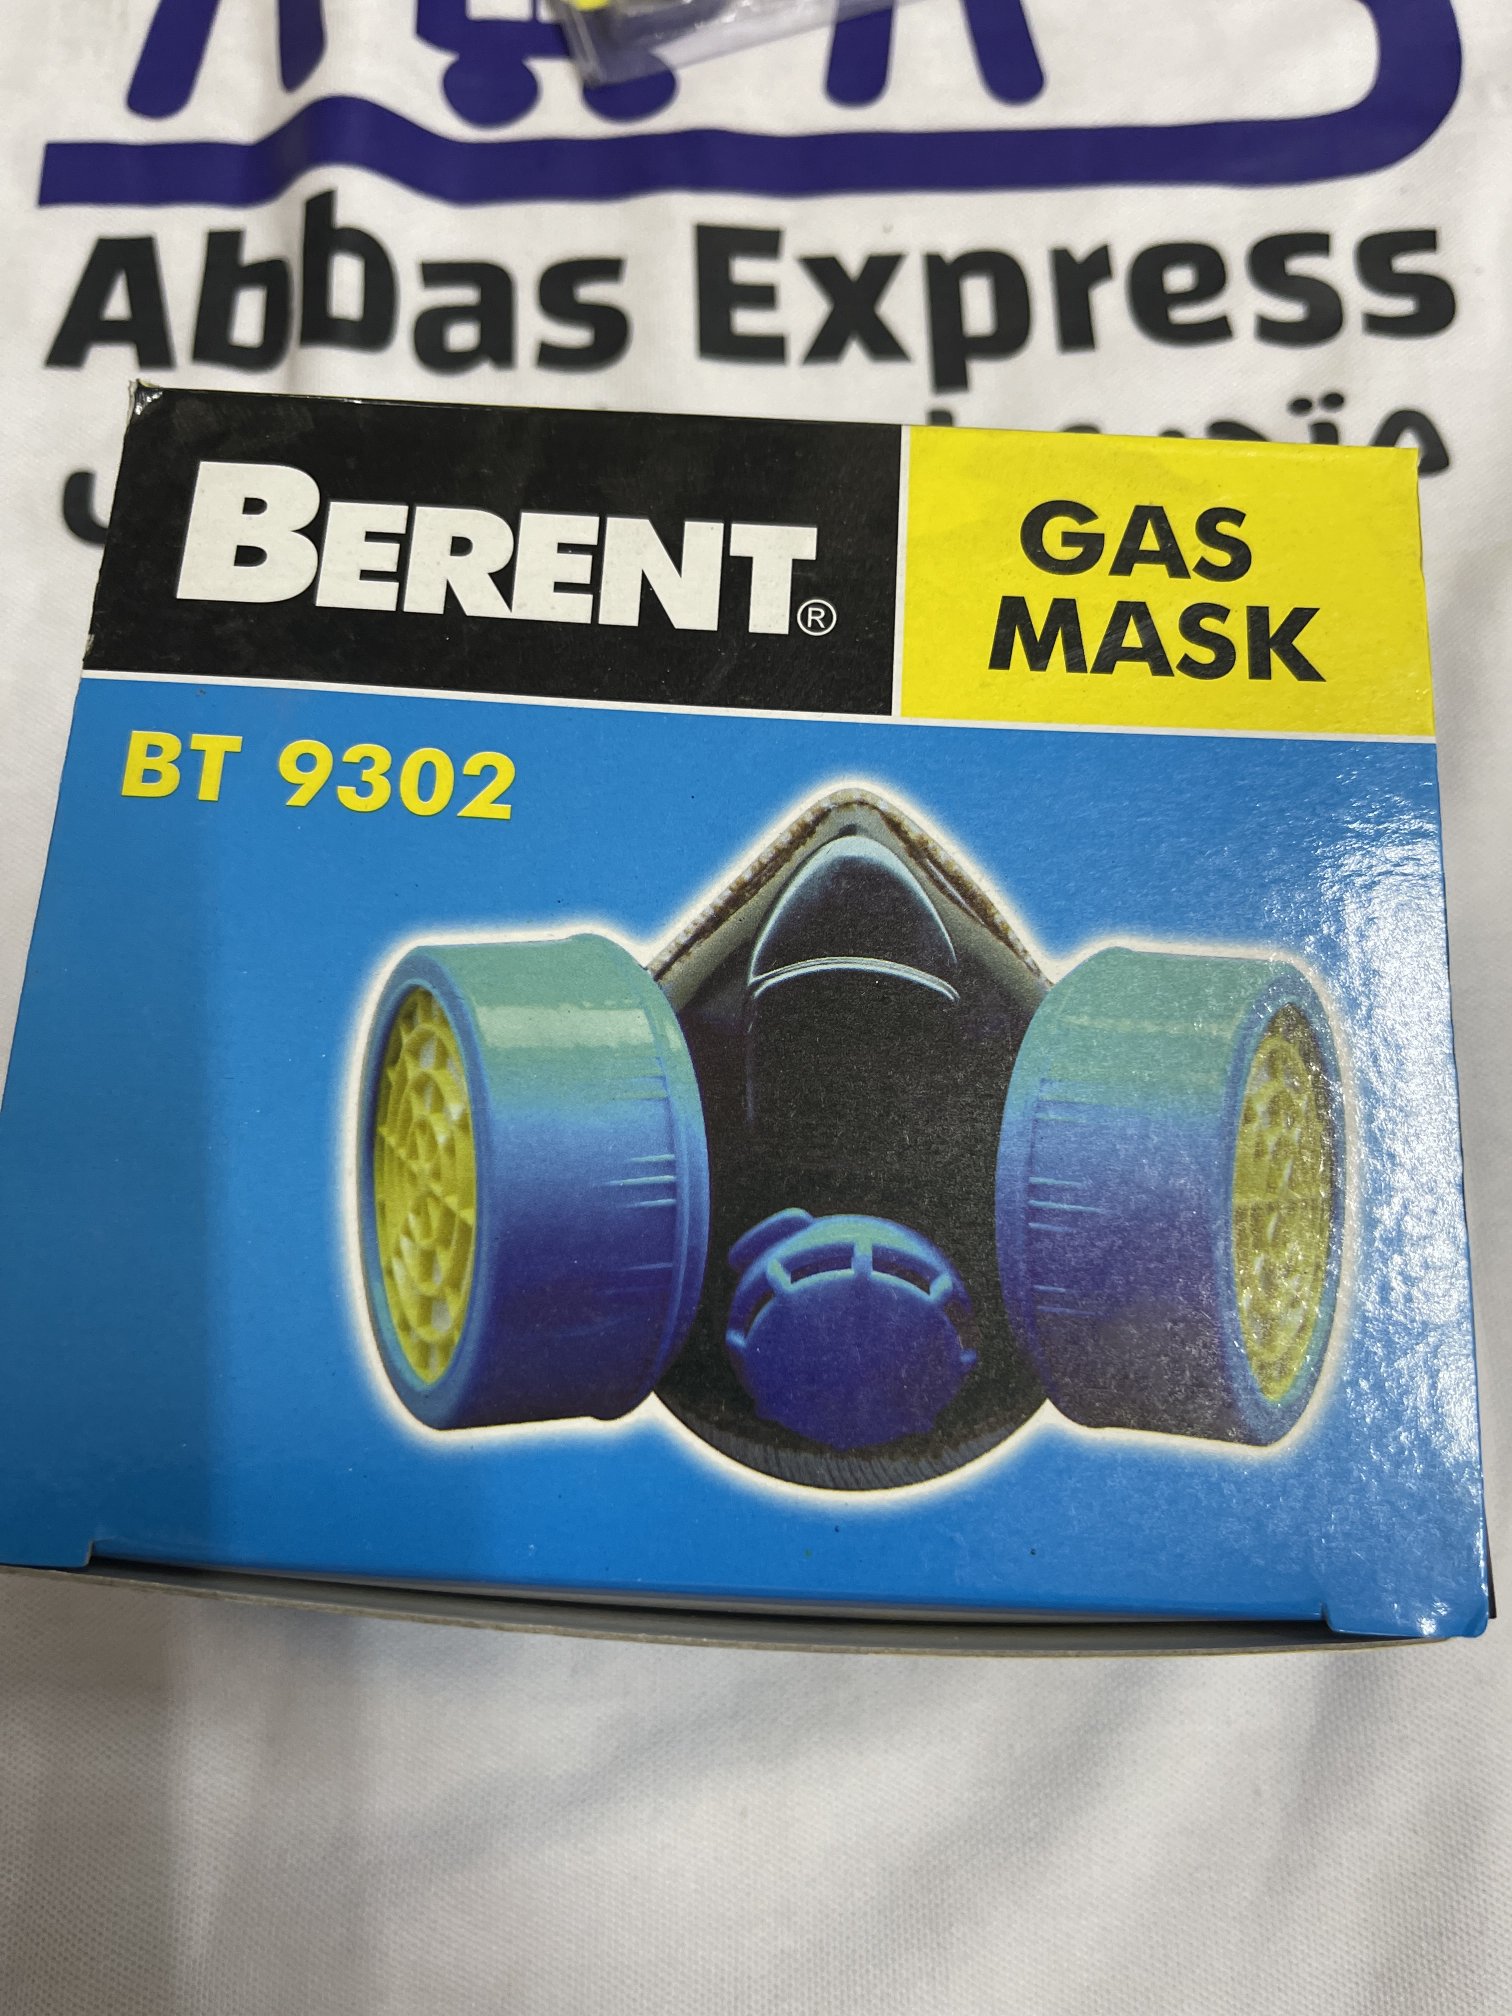 Abbas Express
BERENT®
GAS
MASK
BT 9302